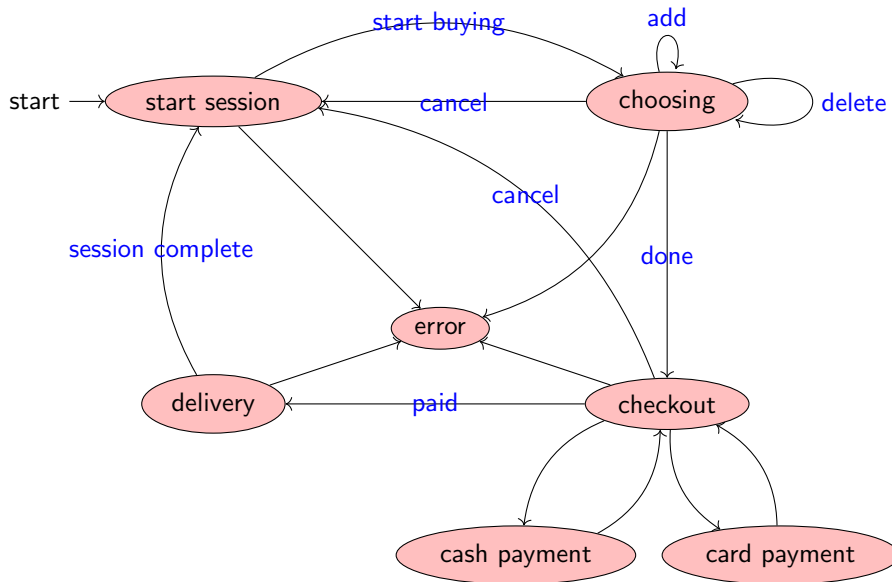 start buying
add
start
start session
cancel
choosing
delete
cancel
session complete
done
error
delivery
paid
checkout
cash payment
card payment